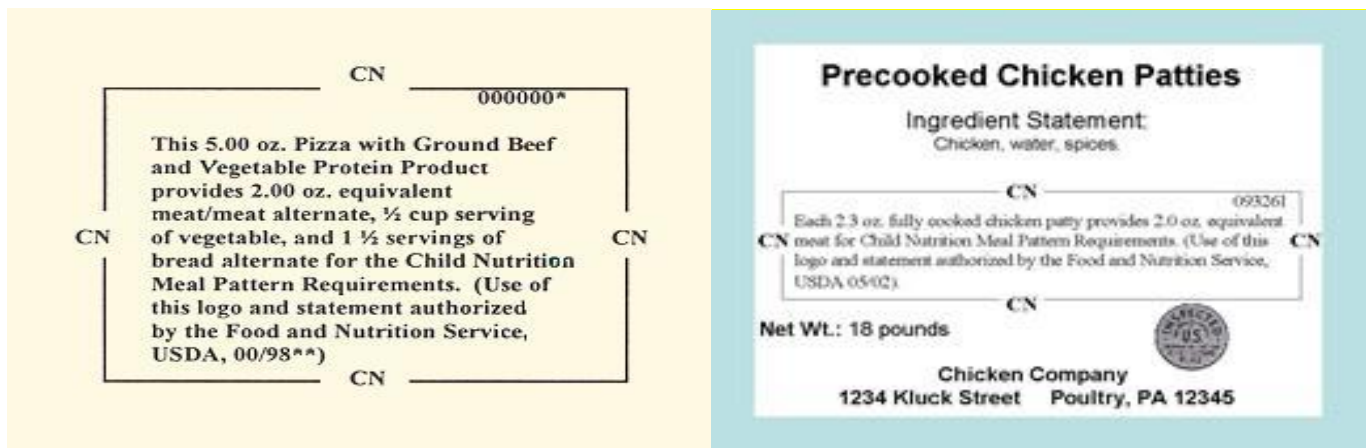 CN
000000*
This 5.00 oz. Pizza with Ground Beef
and Vegetable Protein Product
provides 2.00 oz. equivalent
meat/meat alternate, ½ cup serving
CN of vegetable, and 1 ½ servings of CN
bread alternate for the Child Nutrition
Meal Pattern Requirements. (Use of
this logo and statement authorized
by the Food and Nutrition Service,
USDA, 00/98**)
CN
Precooked Chicken Patties
Ingredient Statement:
Chicken, water, spices.
CN
093261
Each 2.3 oz. fully cooked chicken patty provides 2.0 oz. equivalent
CN meat for Child Nutrition Meal Pattern Requirements. (Use of this CN
logo and statement authorized by the Food and Nutrition Service,
USDA 05/02).
CN
Net Wt.: 18 pounds
INSPECTED
U.S.
Chicken Company
1234 Kluck Street Poultry, PA 12345